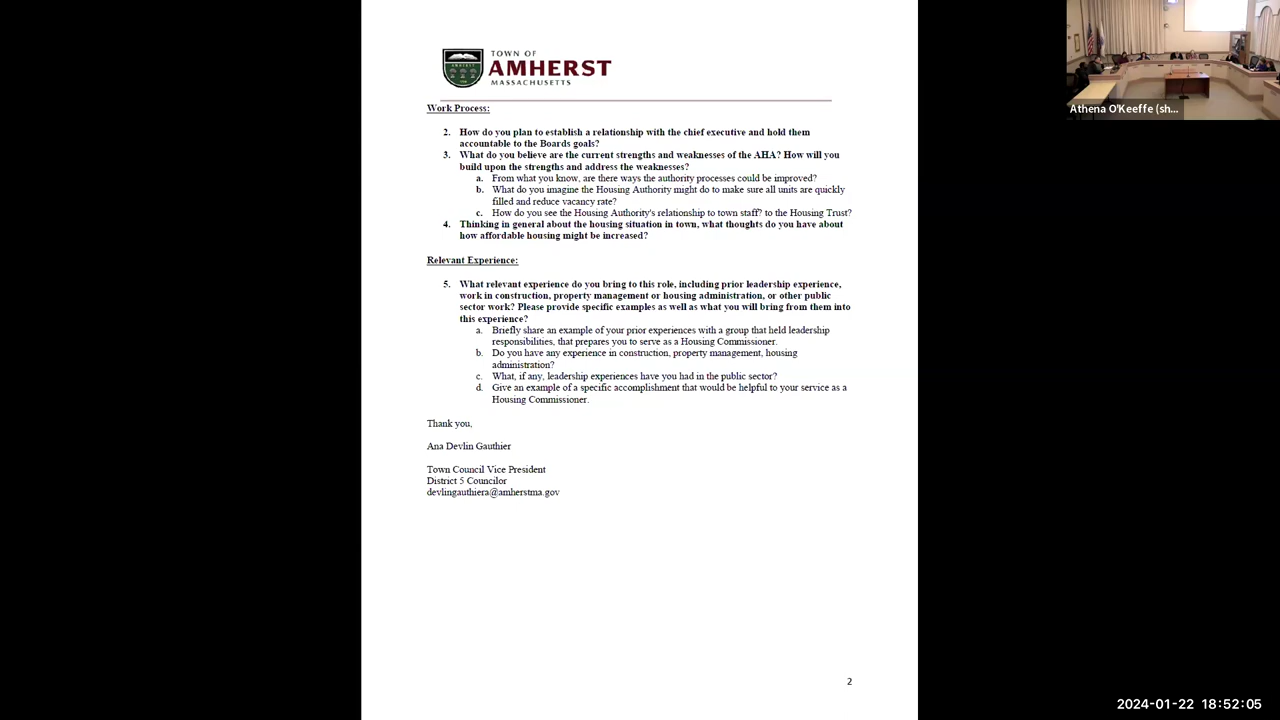 TOWN OF
AMHERST
MASSACHUSETTS
Work Process:
2. How do you plan to establish a relationship with the chief executive and hold them
accountable to the Boards goals?
3. What do you believe are the current strengths and weaknesses of the AHA? How will you
build upon the strengths and address the weaknesses?
a. From what you know, are there ways the authority processes could be improved?
b. What do you imagine the Housing Authority might do to make sure all units are quickly
filled and reduce vacancy rate?
c. How do you see the Housing Authority's relationship to town staff? to the Housing Trust?
4. Thinking in general about the housing situation in town, what thoughts do you have about
how affordable housing might be increased?
Relevant Experience:
5. What relevant experience do you bring to this role, including prior leadership experience,
work in construction, property management or housing administration, or other public
sector work? Please provide specific examples as well as what you will bring from them into
this experience?
a. Briefly share an example of your prior experiences with a group that held leadership
responsibilities, that prepares you to serve as a Housing Commissioner.
b. Do you have any experience in construction, property management, housing
administration?
c. What, if any, leadership experiences have you had in the public sector?
d. Give an example of a specific accomplishment that would be helpful to your service as a
Housing Commissioner.
Thank you,
Ana Devlin Gauthier
Town Council Vice President
District 5 Councilor
devlingauthiera@amherstma.gov
2
Athena O'Keeffe (sh...
2024-01-22 18:52:05